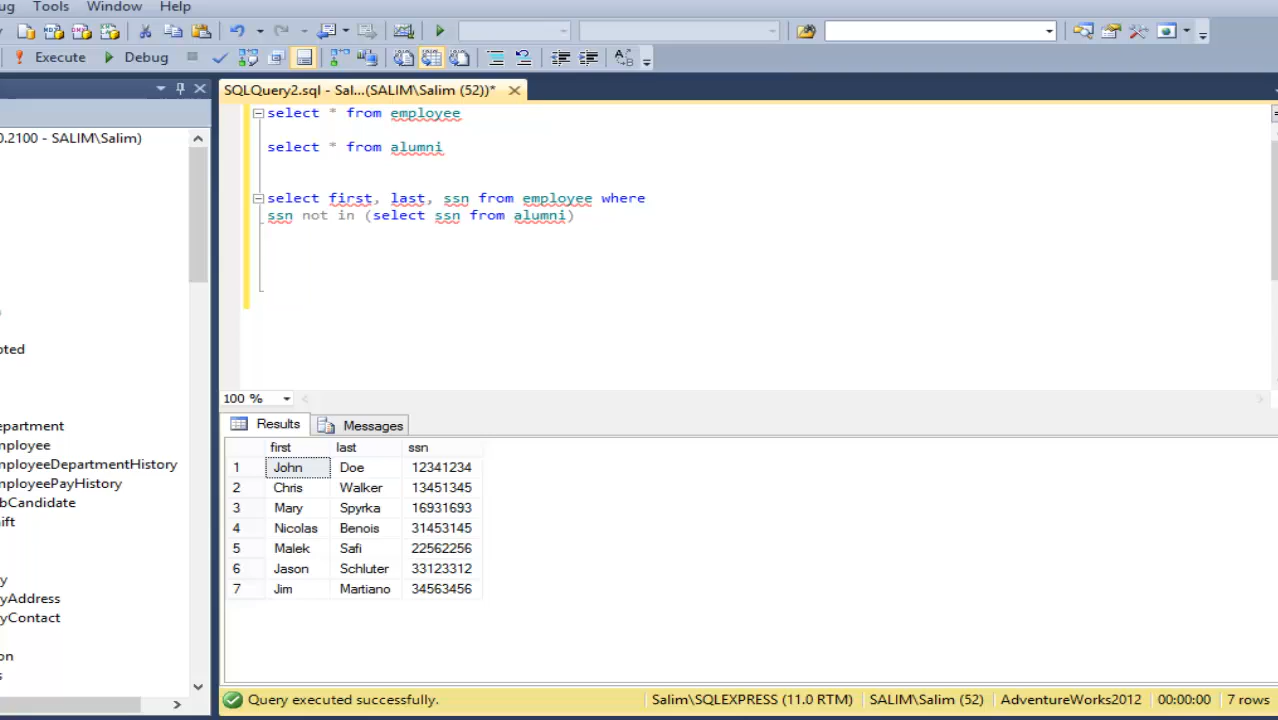 ug Tools Window Help
Execute Debug
SQLQuery2.sql - Sal...(SALIM\Salim (52))*
0.2100 - SALIM\Salim)
select * from employee
select * from alumni
select first, last, ssn from employee where
ssn not in (select ssn from alumni)
pted
epartment
mployee
mployeeDepartmentHistory
mployeePayHistory
bCandidate
ift
y
yAddress
yContact
on
s
100 %
Results Messages
first last ssn
1 John Doe 12341234
2 Chris Walker 13451345
3 Mary Spyrka 16931693
4 Nicolas Benois 31453145
5 Malek Safi 22562256
6 Jason Schluter 33123312
7 Jim Martiano 34563456
Query executed successfully. Salim\SQLEXPRESS (11.0 RTM) SALIM\Salim (52) AdventureWorks2012 00:00:00 7 rows